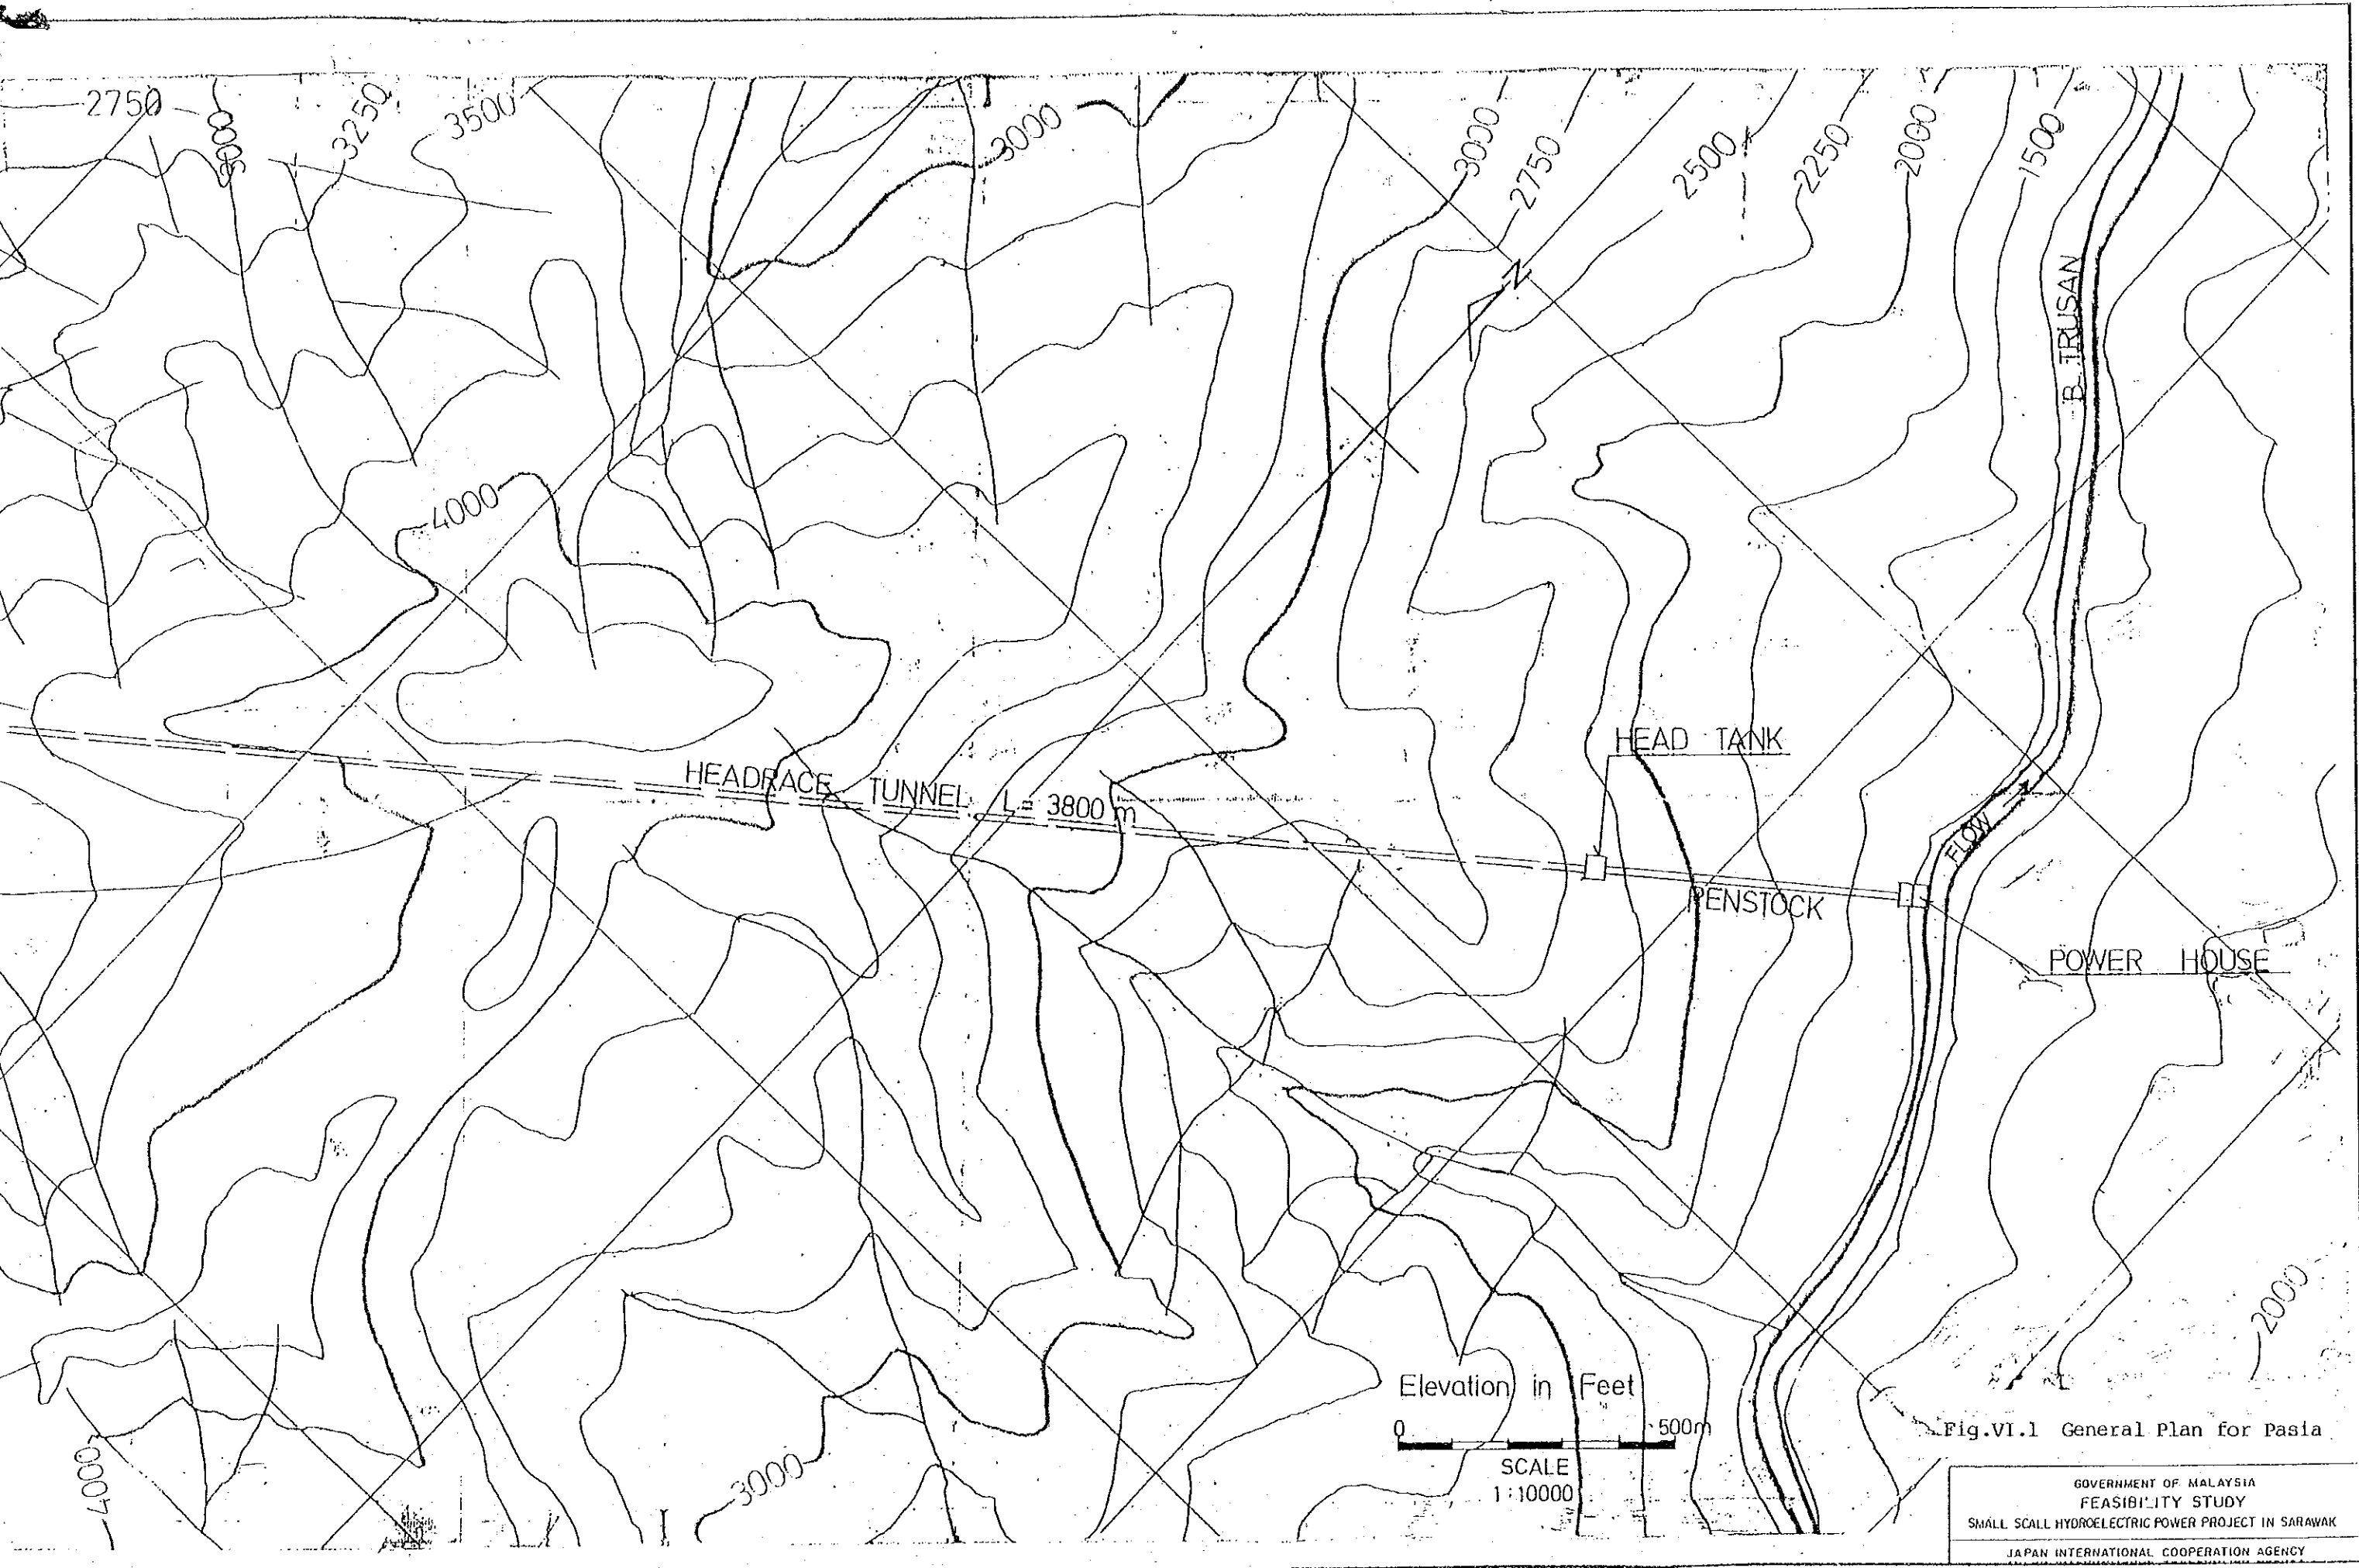 2750
3000
3250
3500
3000
3000
2750
2500
2250
2000
1500
N
B. TRUSAN
4000
HEAD TANK
HEADRACE TUNNEL L= 3800 m
FLOW
PENSTOCK
POWER HOUSE
2000
Elevation in Feet
0 500m
SCALE
1:10000
4000
3000
Fig.VI.1 General Plan for Pasia
GOVERNMENT OF MALAYSIA
FEASIBILITY STUDY
SMALL SCALL HYDROELECTRIC POWER PROJECT IN SARAWAK
JAPAN INTERNATIONAL COOPERATION AGENCY